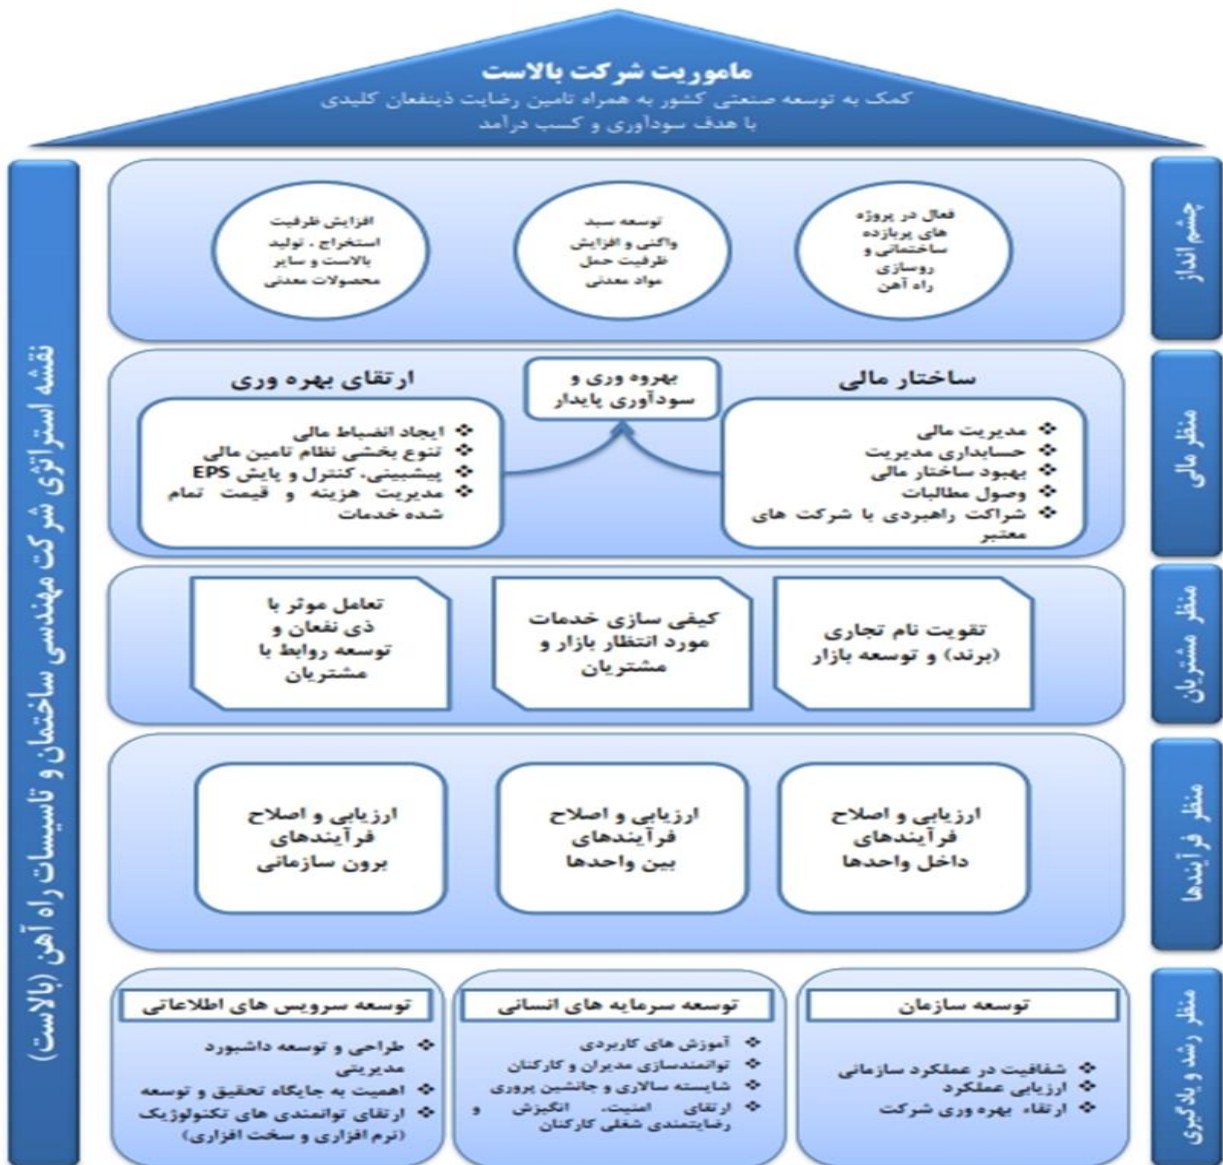 ماموریت شرکت بالاست
کمک به توسعه صنعتی کشور به همراه تامین رضایت ذینفعان کلیدی
با هدف سودآوری و کسب درآمد
نقشه استراتژی شرکت مهندسی ساختمان و تاسیسات راه آهن (بالاست)
چشم انداز
فعال در پروژه
های پربازده
ساختمانی و
روسازی
راه آهن
توسعه سبد
واگنی و افزایش
ظرفیت حمل
مواد معدنی
افزایش ظرفیت
استخراج ، تولید
بالاست و سایر
محصولات معدنی
منظر مالی
ساختار مالی
❖ مدیریت مالی
❖ حسابداری مدیریت
❖ بهبود ساختار مالی
❖ وصول مطالبات
❖ شراکت راهبردی با شرکت های
معتبر
بهروه وری و
سودآوری پایدار
ارتقای بهره وری
❖ ایجاد انضباط مالی
❖ تنوع بخشی نظام تامین مالی
❖ پیشبینی، کنترل و پایش EPS
❖ مدیریت هزینه و قیمت تمام
شده خدمات
منظر مشتریان
تقویت نام تجاری
(برند) و توسعه بازار
کیفی سازی خدمات
مورد انتظار بازار و
مشتریان
تعامل موثر با
ذی نفعان و
توسعه روابط با
مشتریان
منظر فرآیندها
ارزیابی و اصلاح
فرآیندهای
داخل واحدها
ارزیابی و اصلاح
فرآیندهای
بین واحدها
ارزیابی و اصلاح
فرآیندهای
برون سازمانی
منظر رشد و یادگیری
توسعه سازمان
❖ شفافیت در عملکرد سازمانی
❖ ارزیابی عملکرد
❖ ارتقاء بهره وری شرکت
توسعه سرمایه های انسانی
❖ آموزش های کاربردی
❖ توانمندسازی مدیران و کارکنان
❖ شایسته سالاری و جانشین پروری
❖ ارتقای امنیت، انگیزش و
رضایتمندی شغلی کارکنان
توسعه سرویس های اطلاعاتی
❖ طراحی و توسعه داشبورد
مدیریتی
❖ اهمیت به جایگاه تحقیق و توسعه
❖ ارتقای توانمندی های تکنولوژیک
(نرم افزاری و سخت افزاری)